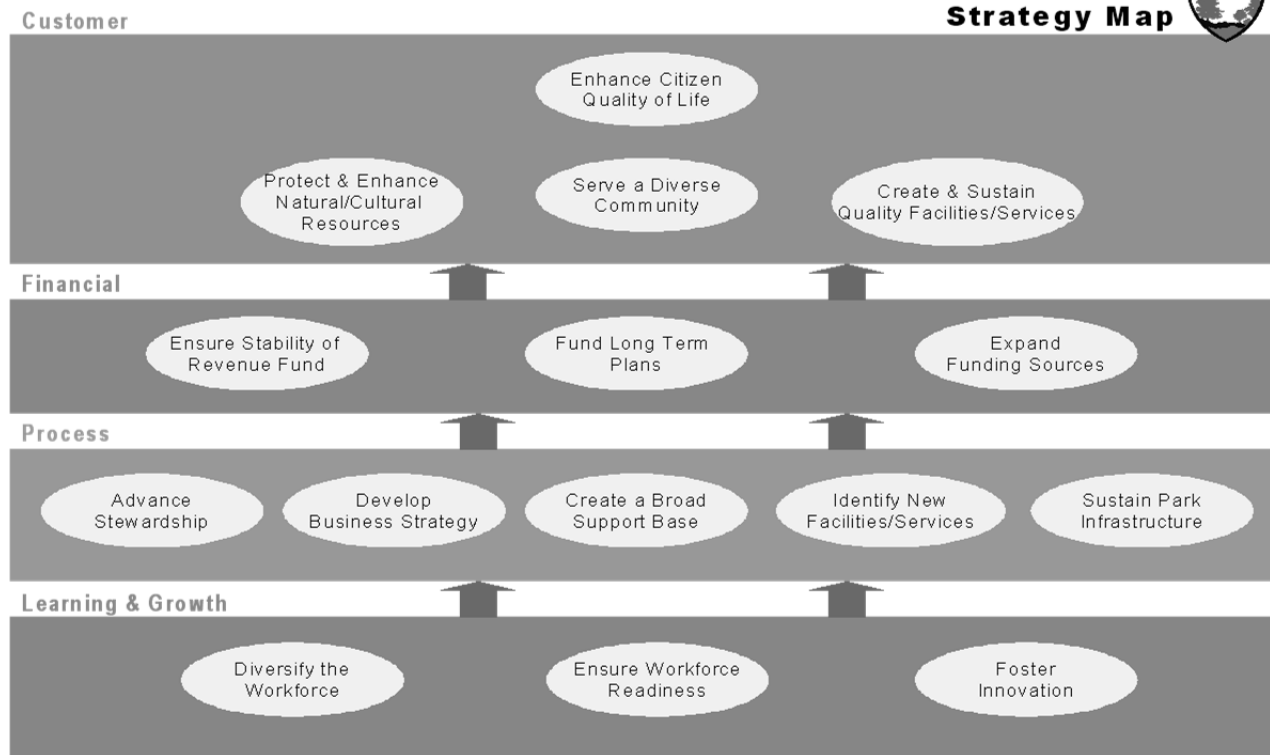 Customer
Strategy Map
Enhance Citizen
Quality of Life
Protect & Enhance
Natural/Cultural
Resources
Serve a Diverse
Community
Create & Sustain
Quality Facilities/Services
Financial
Ensure Stability of
Revenue Fund
Fund Long Term
Plans
Expand
Funding Sources
Process
Advance
Stewardship
Develop
Business Strategy
Create a Broad
Support Base
Identify New
Facilities/Services
Sustain Park
Infrastructure
Learning & Growth
Diversify the
Workforce
Ensure Workforce
Readiness
Foster
Innovation